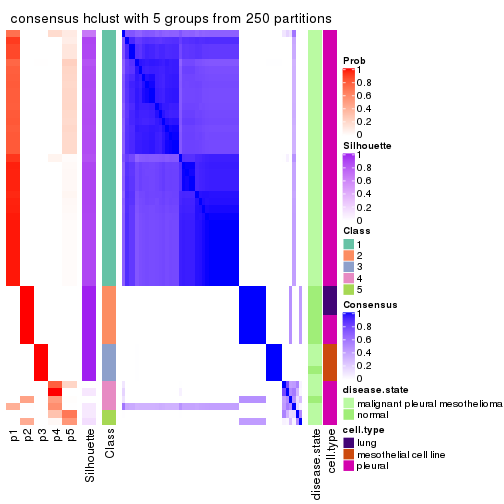 consensus hclust with 5 groups from 250 partitions
Prob
1
0.8
0.6
0.4
0.2
0
Silhouette
1
0.8
0.6
0.4
0.2
0
Class
1
2
3
4
5
Consensus
1
0.8
0.6
0.4
0.2
0
disease.state
malignant pleural mesothelioma
normal
cell.type
lung
mesothelial cell line
pleural
p1
p2
p3
p4
p5
Silhouette
Class
disease.state
cell.type